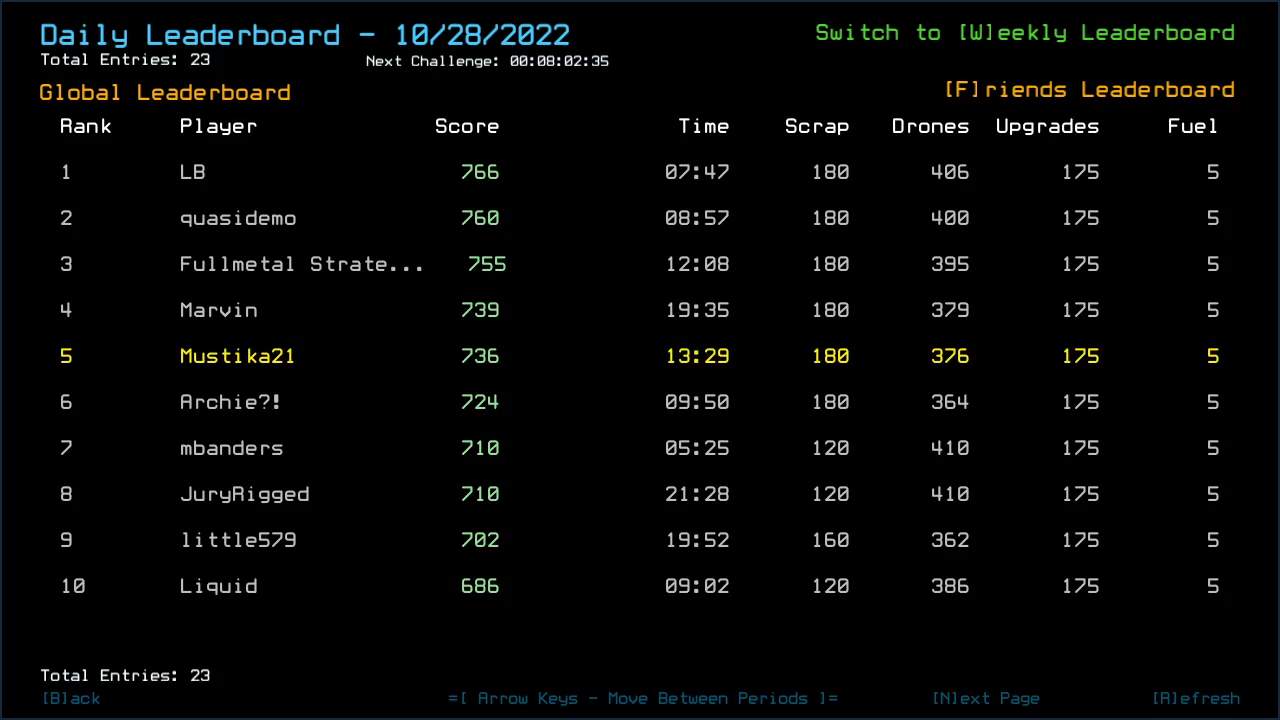 Daily Leaderboard - 10/28/2022 Switch to [W]eekly Leaderboard
Total Entries: 23 Next Challenge: 00:08:02:35
Global Leaderboard [F]riends Leaderboard
Rank Player Score Time Scrap Drones Upgrades Fuel
1 LB 766 07:47 180 406 175 5
2 quasidemo 760 08:57 180 400 175 5
3 Fullmetal Strate... 755 12:08 180 395 175 5
4 Marvin 739 19:35 180 379 175 5
5 Mustika21 736 13:29 180 376 175 5
6 Archie?! 724 09:50 180 364 175 5
7 mbanders 710 05:25 120 410 175 5
8 JuryRigged 710 21:28 120 410 175 5
9 little579 702 19:52 160 362 175 5
10 Liquid 686 09:02 120 386 175 5
Total Entries: 23
[B]ack =[ Arrow Keys - Move Between Periods ]= [N]ext Page [R]efresh